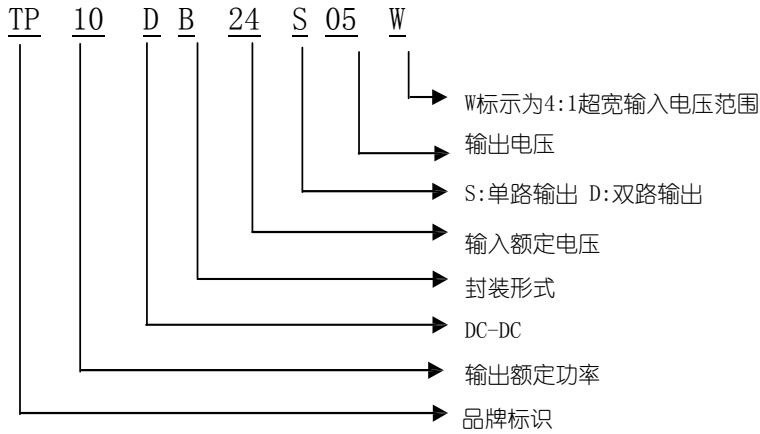 TP 10 D B 24 S 05 W
W标示为4:1超宽输入电压范围
输出电压
S:单路输出 D:双路输出
输入额定电压
封装形式
DC-DC
输出额定功率
品牌标识